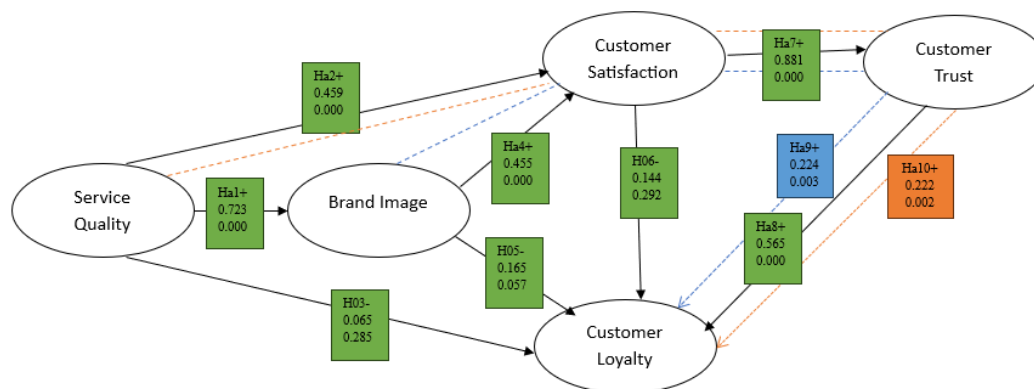 Customer
Satisfaction
Ha7+
0.881
0.000
Customer
Trust
Ha2+
0.459
0.000
Ha4+
0.455
0.000
H06-
0.144
0.292
Ha9+
0.224
0.003
Ha10+
0.222
0.002
Service
Quality
Ha1+
0.723
0.000
Brand Image
Ha8+
0.565
0.000
H05-
0.165
0.057
H03-
0.065
0.285
Customer
Loyalty